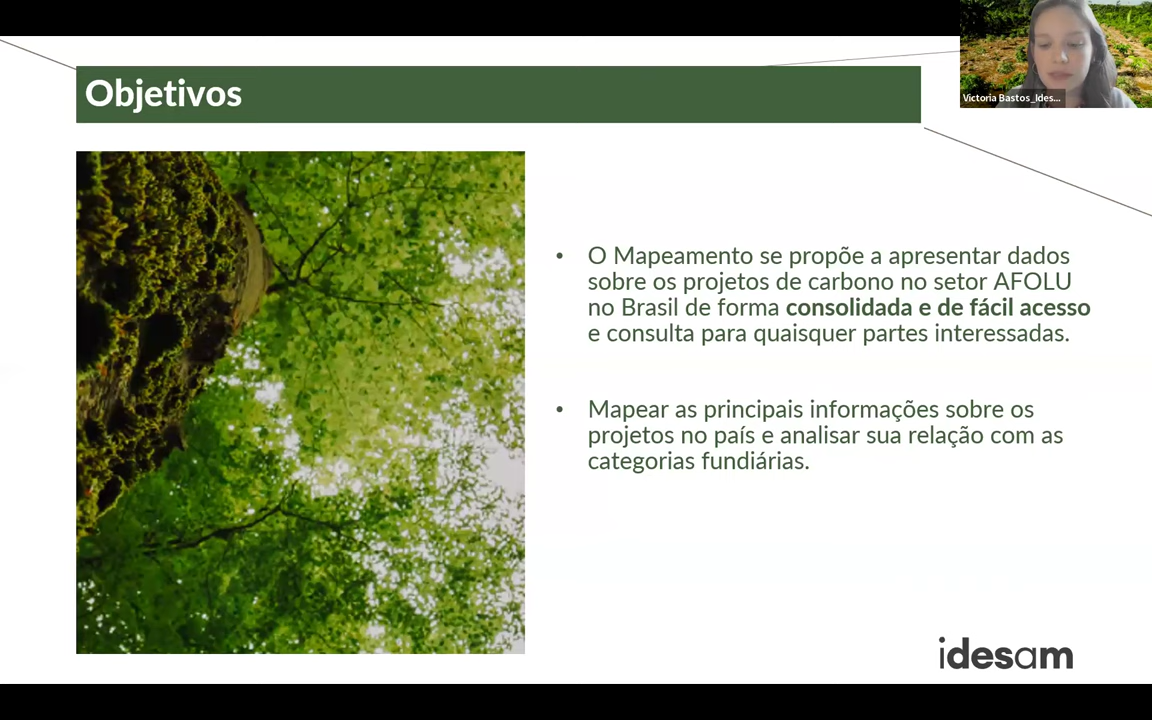 Objetivos
Victoria Bastos_Ides...
• O Mapeamento se propõe a apresentar dados
sobre os projetos de carbono no setor AFOLU
no Brasil de forma consolidada e de fácil acesso
e consulta para quaisquer partes interessadas.
• Mapear as principais informações sobre os
projetos no país e analisar sua relação com as
categorias fundiárias.
idesam